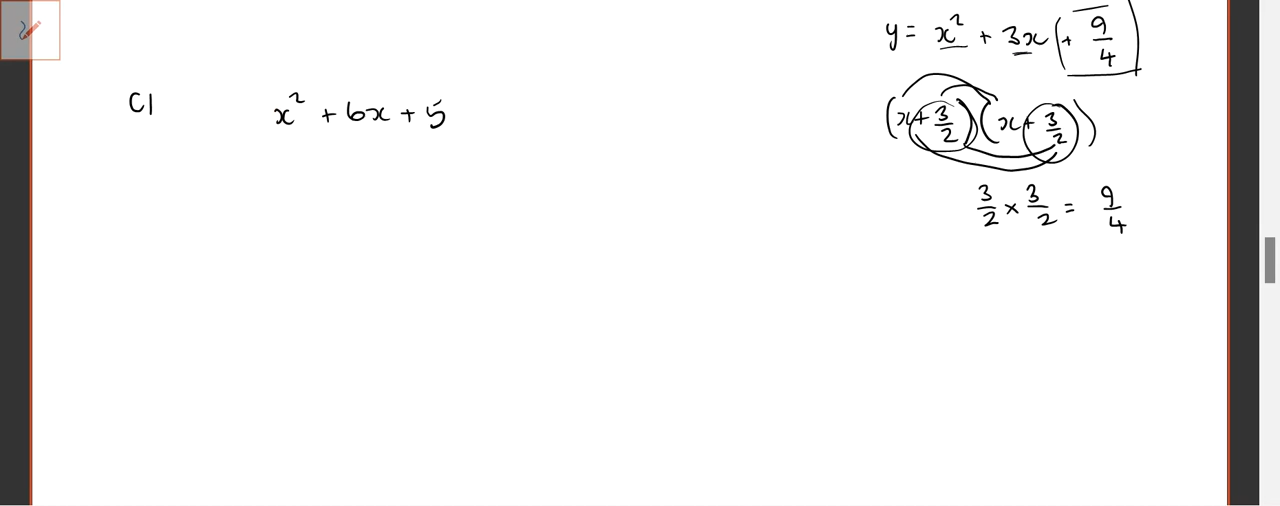 y = x² + 3x + 9/4
C1 x² + 6x + 5
(x + 3/2)(x + 3/2)
3/2 × 3/2 = 9/4